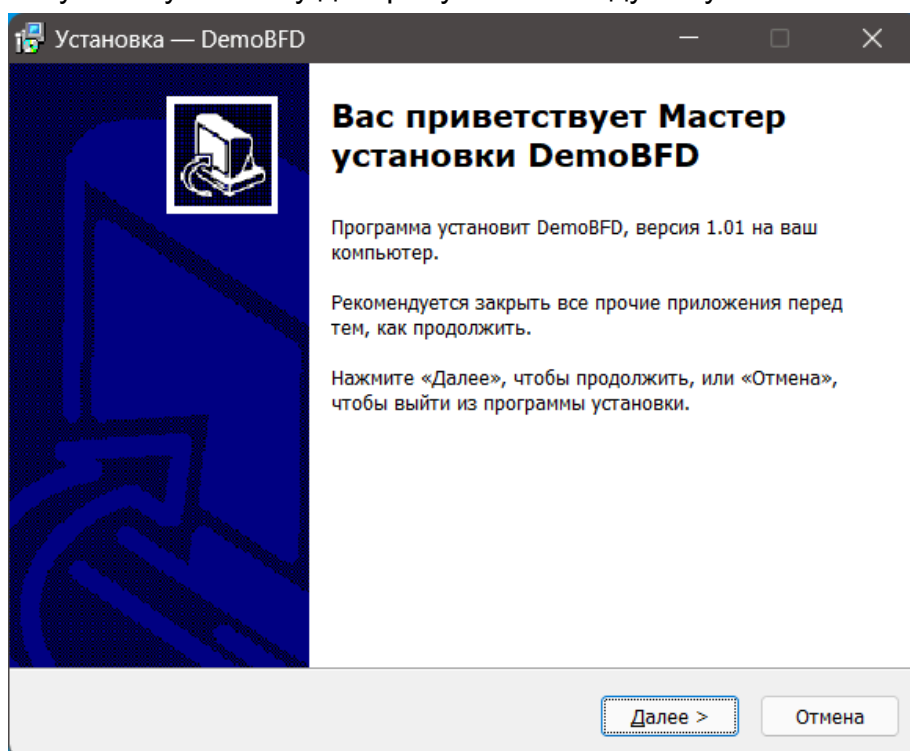 Установка — DemoBFD
Вас приветствует Мастер
установки DemoBFD
Программа установит DemoBFD, версия 1.01 на ваш
компьютер.
Рекомендуется закрыть все прочие приложения перед
тем, как продолжить.
Нажмите «Далее», чтобы продолжить, или «Отмена»,
чтобы выйти из программы установки.
Далее >
Отмена